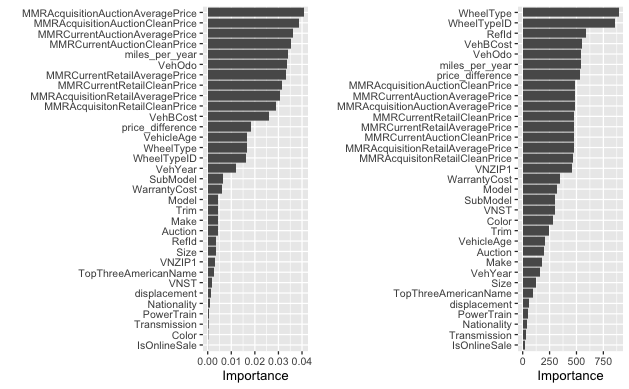 MMRAcquisitionAuctionAveragePrice
MMRAcquisitionAuctionCleanPrice
MMRCurrentAuctionAveragePrice
MMRCurrentAuctionCleanPrice
miles_per_year
VehOdo
MMRCurrentRetailAveragePrice
MMRCurrentRetailCleanPrice
MMRAcquisitionRetailAveragePrice
MMRAcquisitonRetailCleanPrice
VehBCost
price_difference
VehicleAge
WheelType
WheelTypeID
VehYear
SubModel
WarrantyCost
Model
Trim
Make
Auction
RefId
Size
VNZIP1
TopThreeAmericanName
VNST
displacement
Nationality
PowerTrain
Transmission
Color
IsOnlineSale
0.00 0.01 0.02 0.03 0.04
Importance
WheelType
WheelTypeID
RefId
VehBCost
VehOdo
miles_per_year
price_difference
MMRAcquisitionAuctionCleanPrice
MMRCurrentAuctionAveragePrice
MMRAcquisitionAuctionAveragePrice
MMRCurrentRetailCleanPrice
MMRCurrentRetailAveragePrice
MMRCurrentAuctionCleanPrice
MMRAcquisitionRetailAveragePrice
MMRAcquisitonRetailCleanPrice
VNZIP1
WarrantyCost
Model
SubModel
VNST
Color
Trim
VehicleAge
Auction
Make
VehYear
Size
TopThreeAmericanName
displacement
PowerTrain
Nationality
Transmission
IsOnlineSale
0 250 500 750
Importance